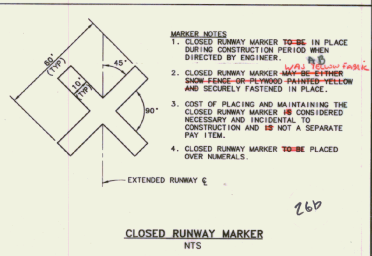 MARKER NOTES
1. CLOSED RUNWAY MARKER TO BE IN PLACE
DURING CONSTRUCTION PERIOD WHEN
DIRECTED BY ENGINEER.
WAS YELLOW FABRIC
2. CLOSED RUNWAY MARKER MAY BE EITHER
SNOW FENCE OR PLYWOOD PAINTED YELLOW
AND SECURELY FASTENED IN PLACE.
3. COST OF PLACING AND MAINTAINING THE
CLOSED RUNWAY MARKER IS CONSIDERED
NECESSARY AND INCIDENTAL TO
CONSTRUCTION AND IS NOT A SEPARATE
PAY ITEM.
4. CLOSED RUNWAY MARKER TO BE PLACED
OVER NUMERALS.
60'
(TYP)
45°
10'
(TYP)
90°
EXTENDED RUNWAY ℄
26b
CLOSED RUNWAY MARKER
NTS